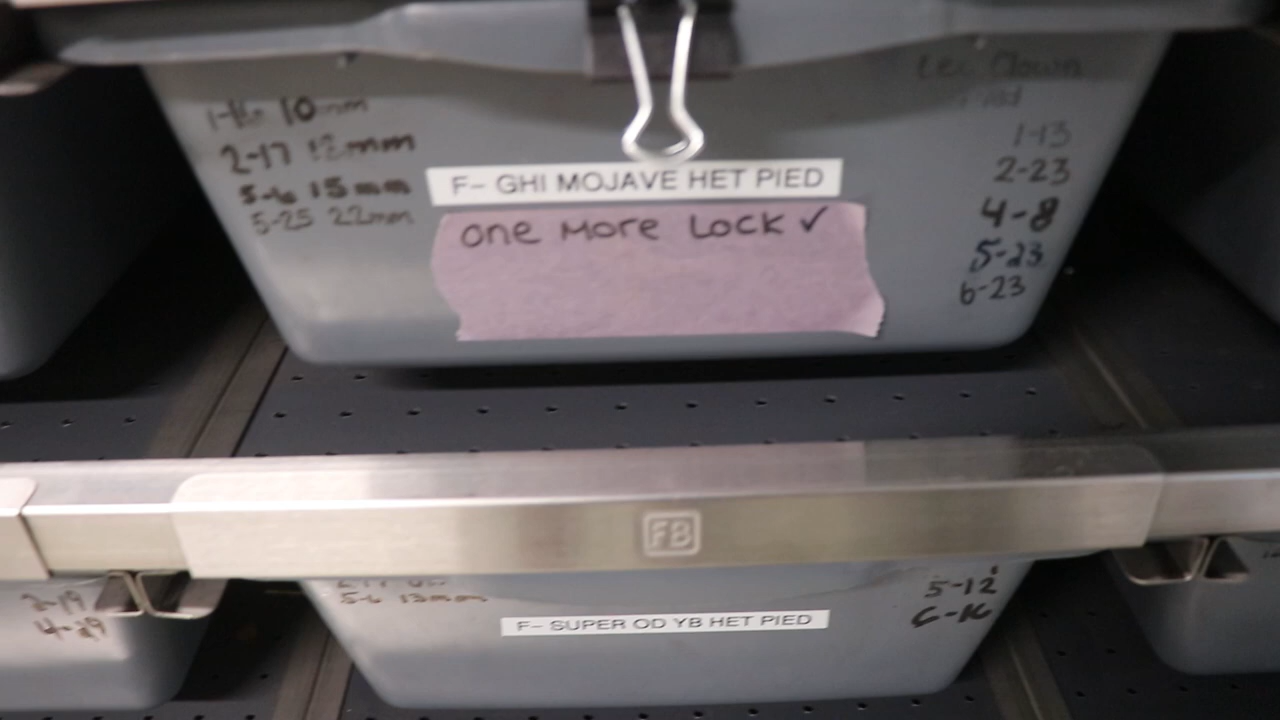 10mm
2-17 12mm
5-6 15mm
5-25 22mm
F- GHI MOJAVE HET PIED
one More Lock ✓
Clown
1-13
2-23
4-8
5-23
6-23
FB
2-19
4-29
5-6 13mm
F- SUPER OD YB HET PIED
5-12
6-16